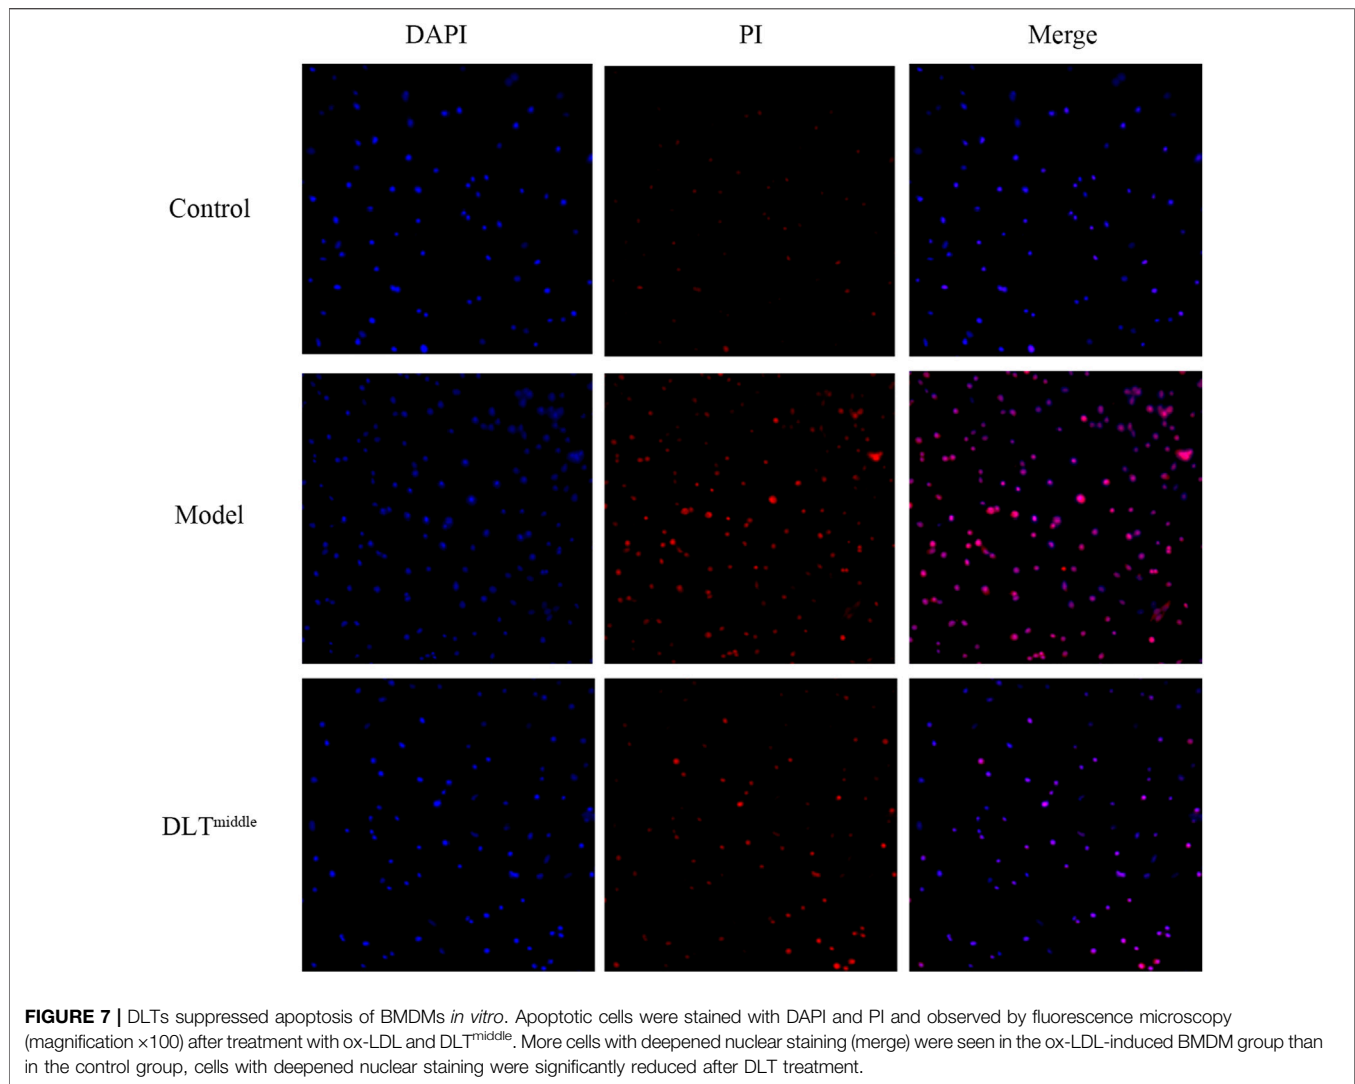 DAPI PI Merge
Control
Model
DLTmiddle
FIGURE 7 | DLTs suppressed apoptosis of BMDMs in vitro. Apoptotic cells were stained with DAPI and PI and observed by fluorescence microscopy
(magnification ×100) after treatment with ox-LDL and DLTmiddle. More cells with deepened nuclear staining (merge) were seen in the ox-LDL-induced BMDM group than
in the control group, cells with deepened nuclear staining were significantly reduced after DLT treatment.